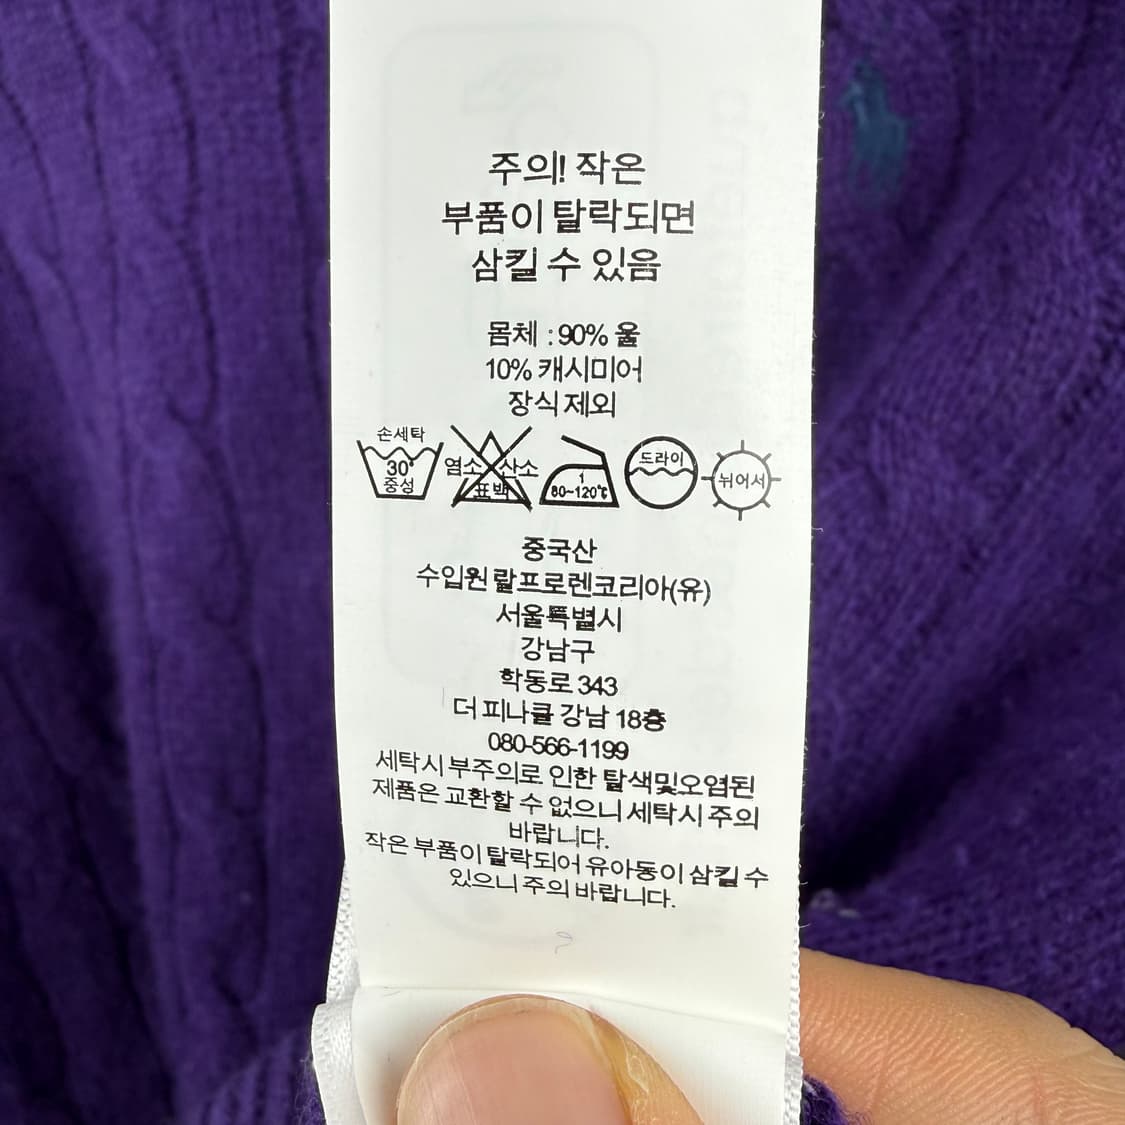 주의! 작은
부품이 탈락되면
삼킬 수 있음
몸체 : 90% 울
10% 캐시미어
장식 제외
손세탁
30°
중성
염소 산소
표백
1
80~120℃
드라이
뉘어서
중국산
수입원 랄프로렌코리아(유)
서울특별시
강남구
학동로 343
더 피나클 강남 18층
080-566-1199
세탁시 부주의로 인한 탈색및오염된
제품은 교환할 수 없으니 세탁시 주의
바랍니다.
작은 부품이 탈락되어 유아동이 삼킬 수
있으니 주의 바랍니다.